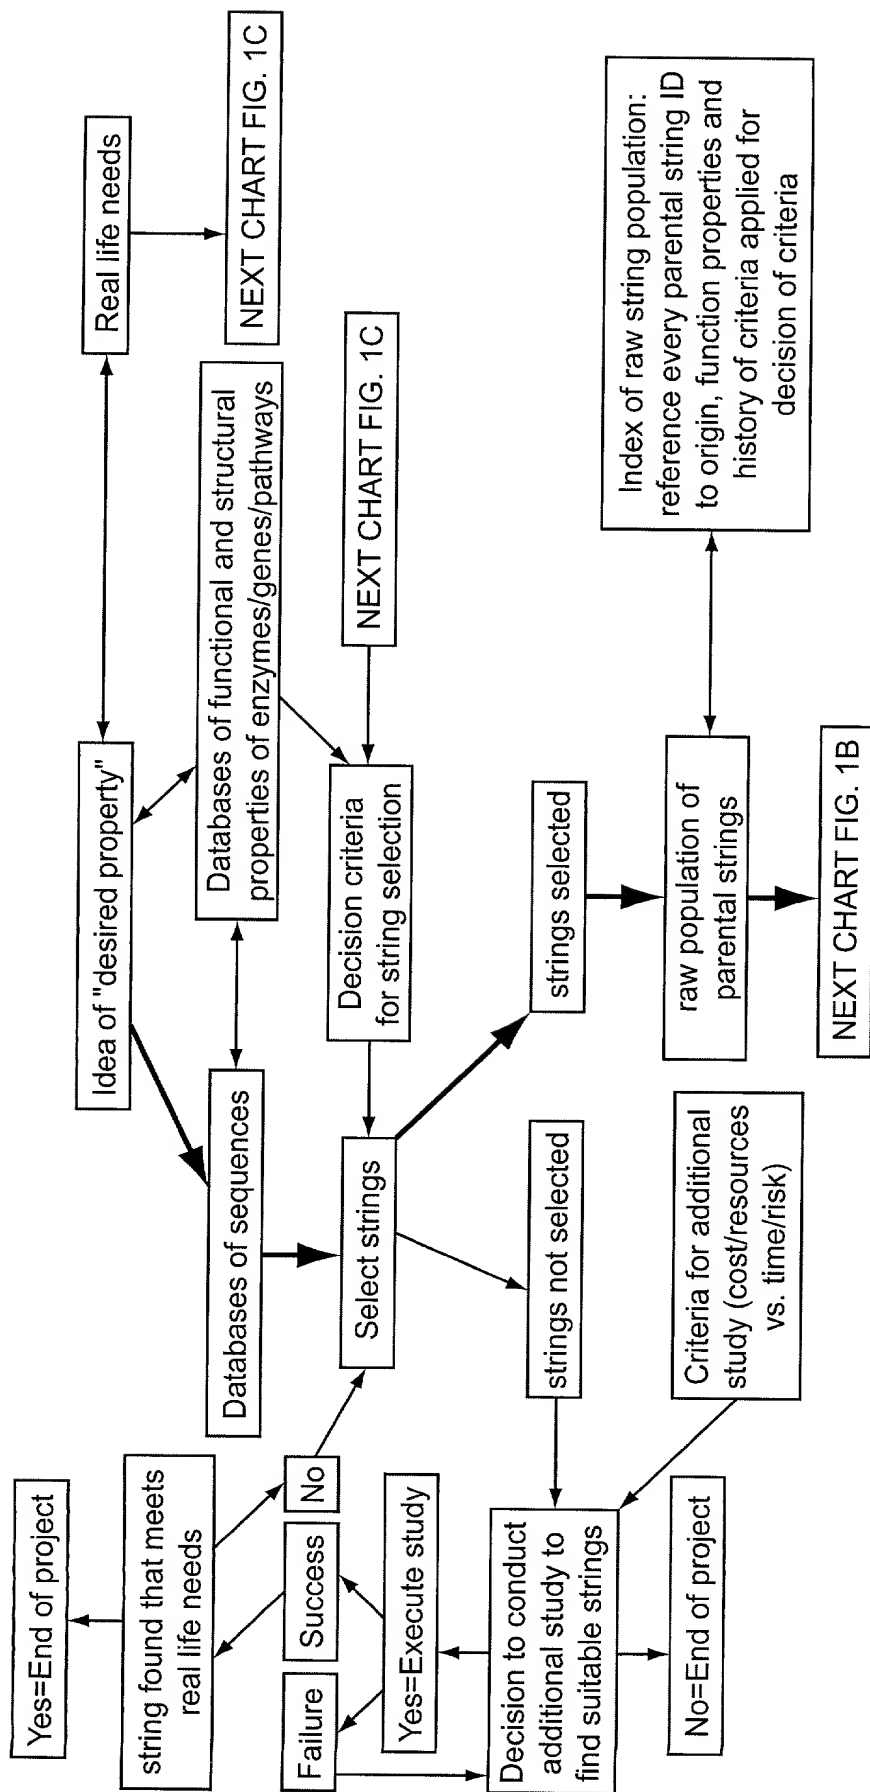 Yes=End of project
string found that meets
real life needs
Failure
Success
No
Yes=Execute study
Decision to conduct
additional study to
find suitable strings
No=End of project
Idea of "desired property"
Real life needs
NEXT CHART FIG. 1C
Databases of sequences
Databases of functional and structural
properties of enzymes/genes/pathways
Select strings
Decision criteria
for string selection
NEXT CHART FIG. 1C
strings not selected
strings selected
Criteria for additional
study (cost/resources
vs. time/risk)
raw population of
parental strings
Index of raw string population:
reference every parental string ID
to origin, function properties and
history of criteria applied for
decision of criteria
NEXT CHART FIG. 1B